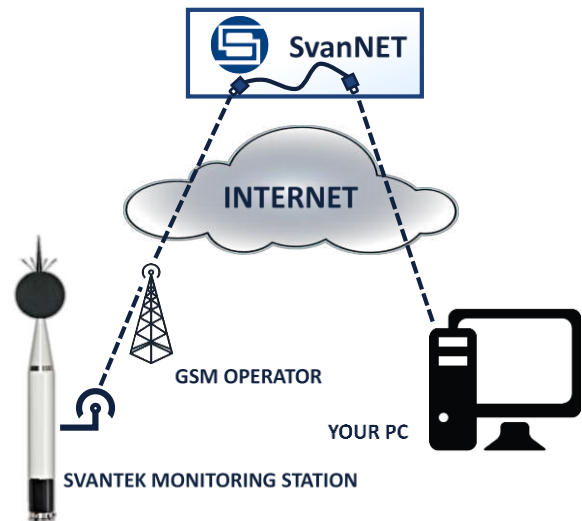 SvanNET
INTERNET
GSM OPERATOR
YOUR PC
SVANTEK MONITORING STATION